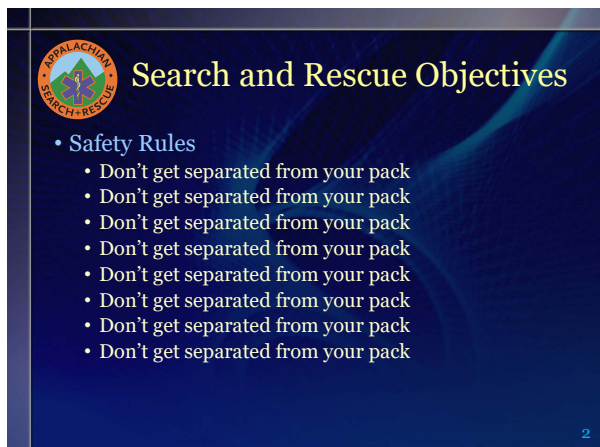 APPALACHIAN
SEARCH+RESCUE
Search and Rescue Objectives
• Safety Rules
• Don't get separated from your pack
• Don't get separated from your pack
• Don't get separated from your pack
• Don't get separated from your pack
• Don't get separated from your pack
• Don't get separated from your pack
• Don't get separated from your pack
• Don't get separated from your pack
2